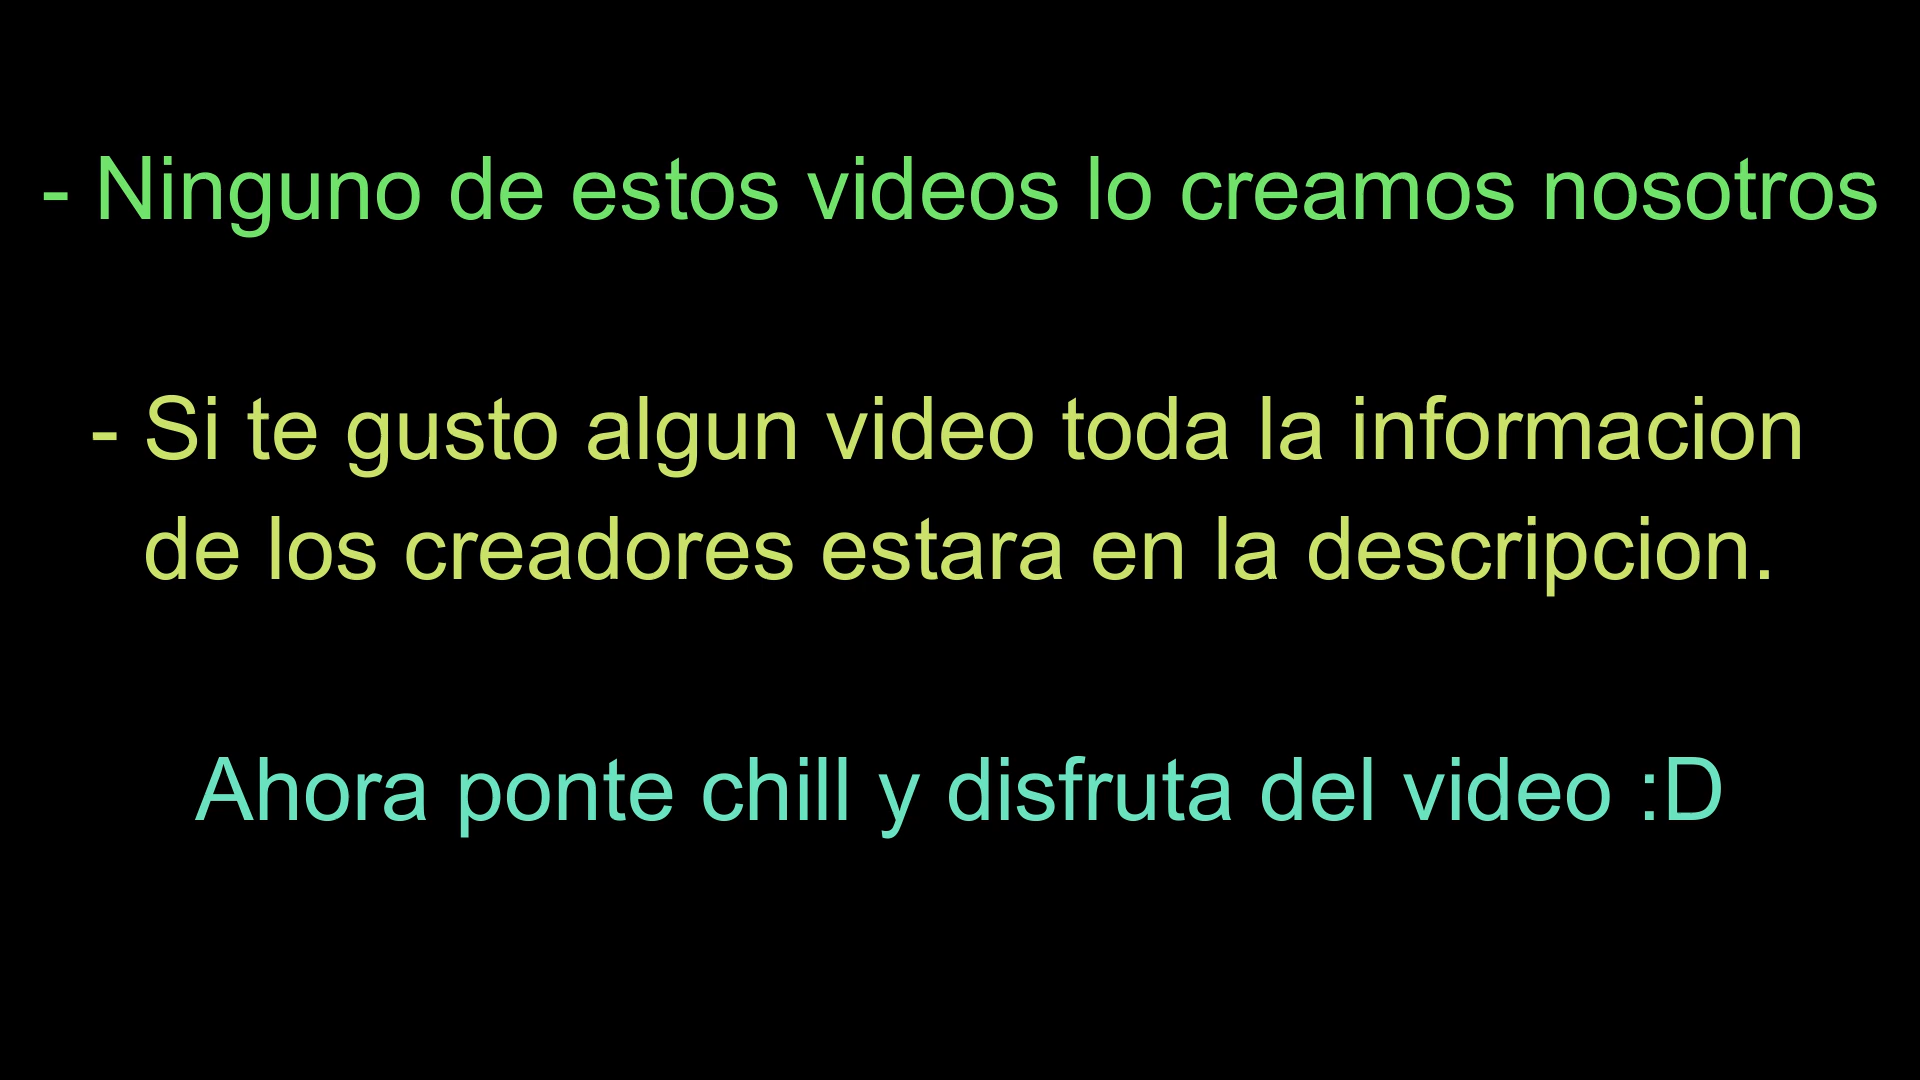 - Ninguno de estos videos lo creamos nosotros
- Si te gusto algun video toda la informacion
de los creadores estara en la descripcion.
Ahora ponte chill y disfruta del video :D